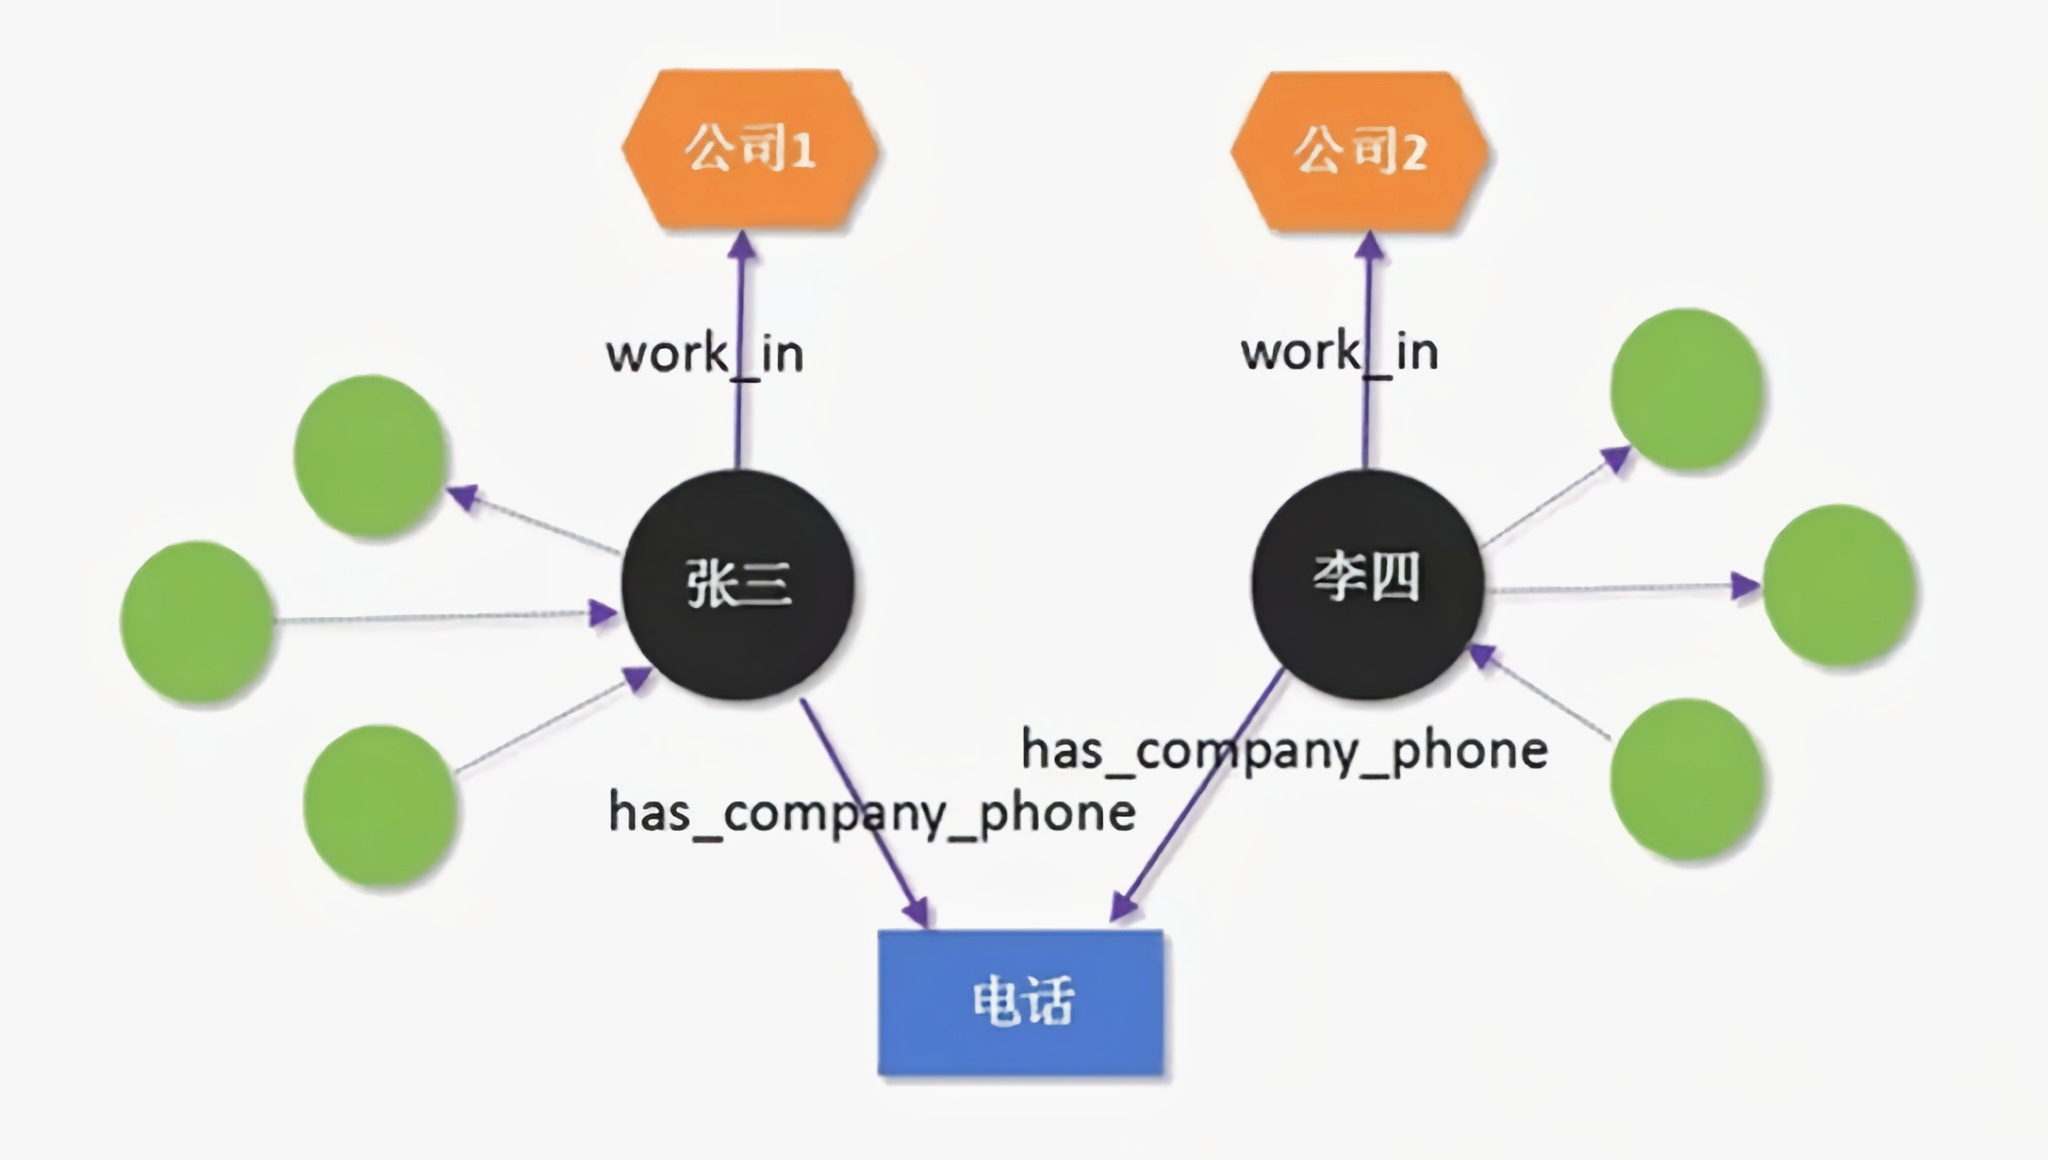 公司1
公司2
work_in
work_in
张三
李四
has_company_phone
has_company_phone
电话